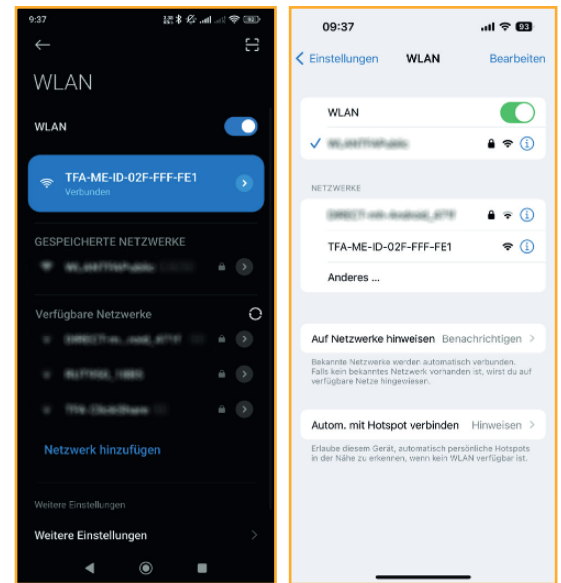 9:37
WLAN
WLAN
TFA-ME-ID-02F-FFF-FE1
Verbunden
GESPEICHERTE NETZWERKE
Verfügbare Netzwerke
Netzwerk hinzufügen
Weitere Einstellungen
Weitere Einstellungen
09:37
93
Einstellungen
WLAN
Bearbeiten
WLAN
NETZWERKE
TFA-ME-ID-02F-FFF-FE1
Anderes ...
Auf Netzwerke hinweisen Benachrichtigen
Bekannte Netzwerke werden automatisch verbunden.
Falls kein bekanntes Netzwerk vorhanden ist, wirst du auf
verfügbare Netze hingewiesen.
Autom. mit Hotspot verbinden Hinweisen
Erlaube diesem Gerät, automatisch persönliche Hotspots
in der Nähe zu erkennen, wenn kein WLAN verfügbar ist.